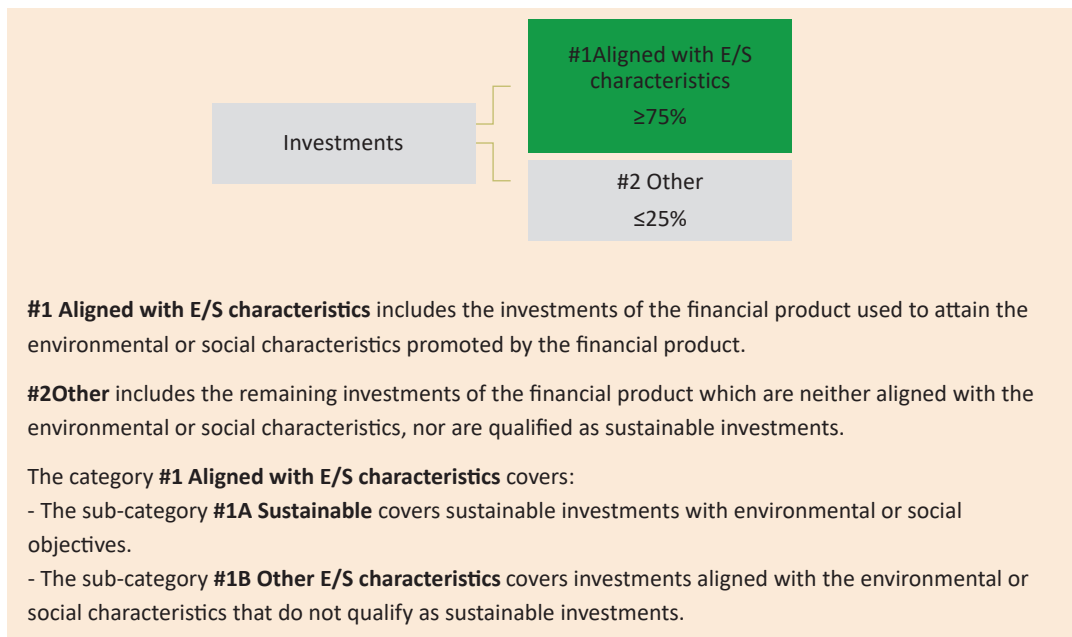 #1Aligned with E/S
characteristics
≥75%
Investments
#2 Other
≤25%
#1 Aligned with E/S characteristics includes the investments of the financial product used to attain the
environmental or social characteristics promoted by the financial product.
#2Other includes the remaining investments of the financial product which are neither aligned with the
environmental or social characteristics, nor are qualified as sustainable investments.
The category #1 Aligned with E/S characteristics covers:
- The sub-category #1A Sustainable covers sustainable investments with environmental or social
objectives.
- The sub-category #1B Other E/S characteristics covers investments aligned with the environmental or
social characteristics that do not qualify as sustainable investments.